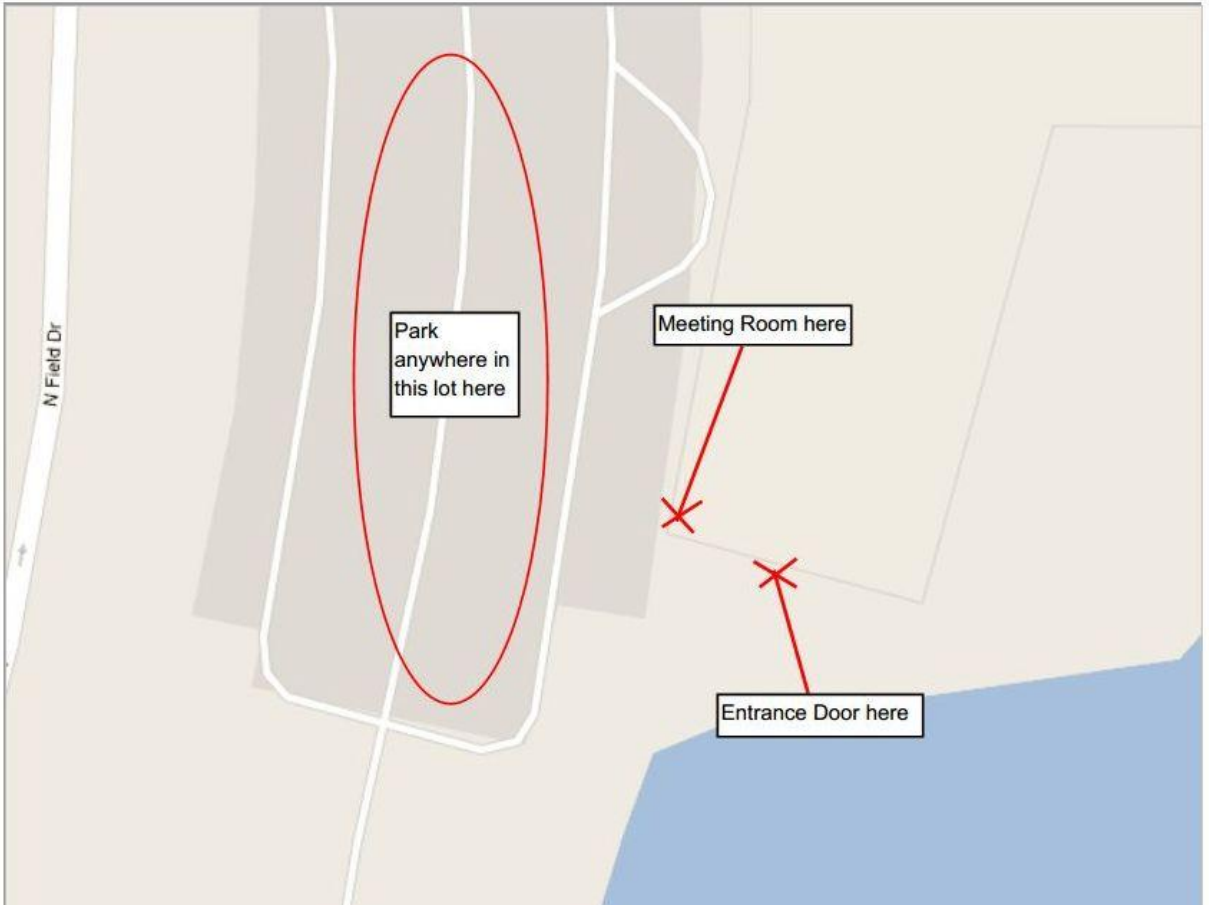 N Field Dr
Park
anywhere in
this lot here
Meeting Room here
Entrance Door here